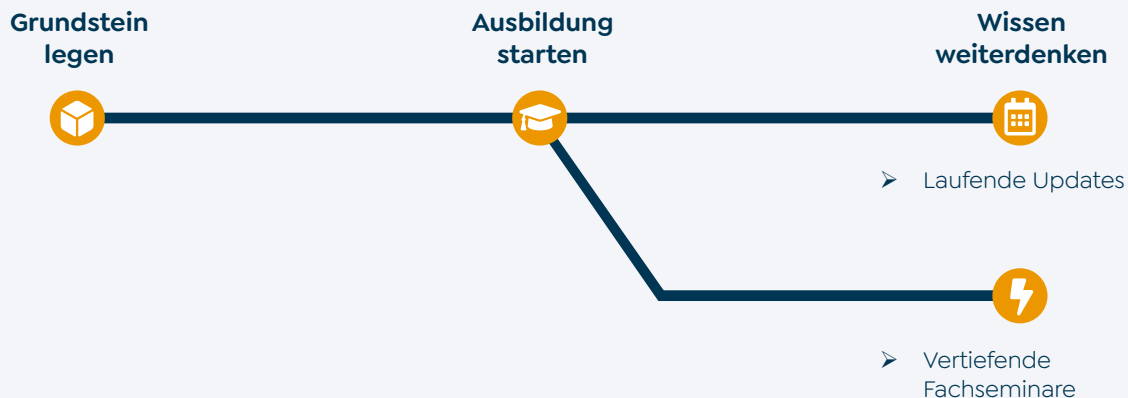 Grundstein
legen
Ausbildung
starten
Wissen
weiterdenken
➢ Laufende Updates
➢ Vertiefende
Fachseminare